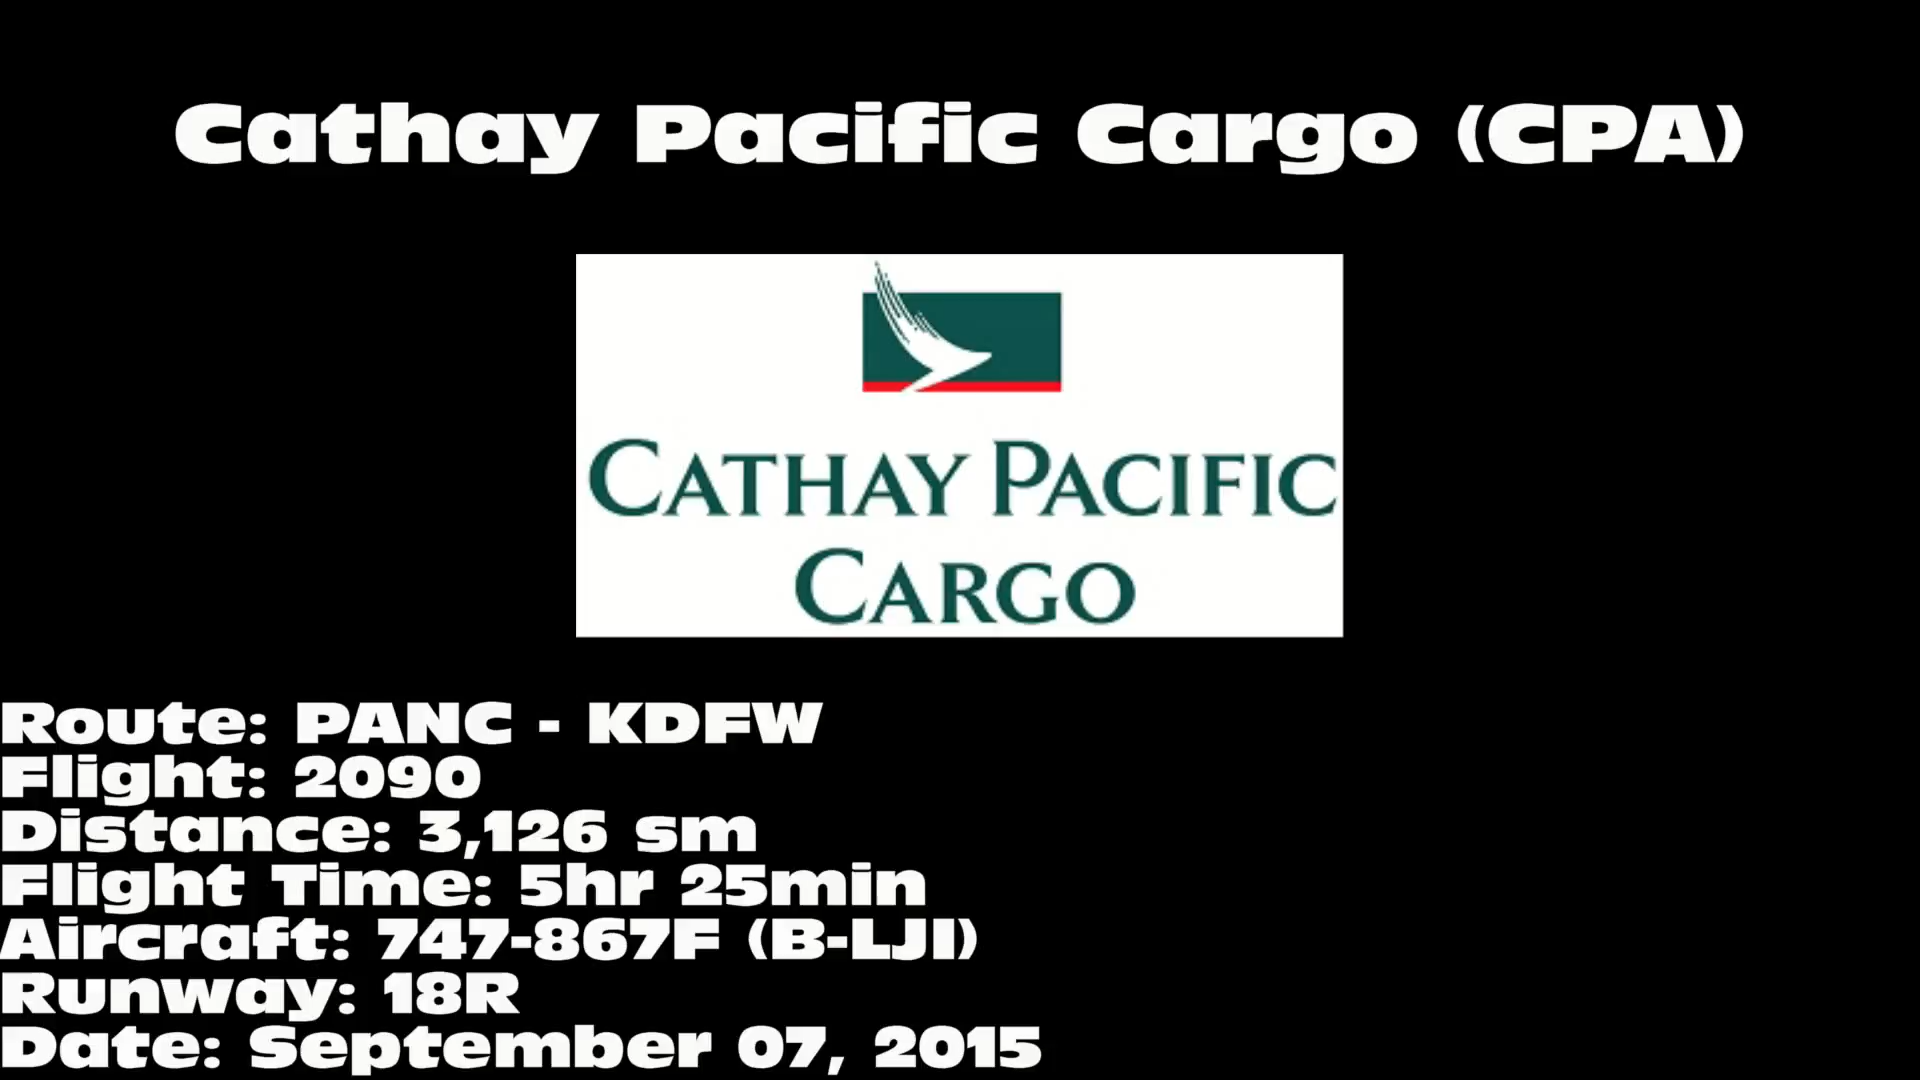 Cathay Pacific Cargo (CPA)
CATHAY PACIFIC
CARGO
Route: PANC - KDFW
Flight: 2090
Distance: 3,126 sm
Flight Time: 5hr 25min
Aircraft: 747-867F (B-LJI)
Runway: 18R
Date: September 07, 2015